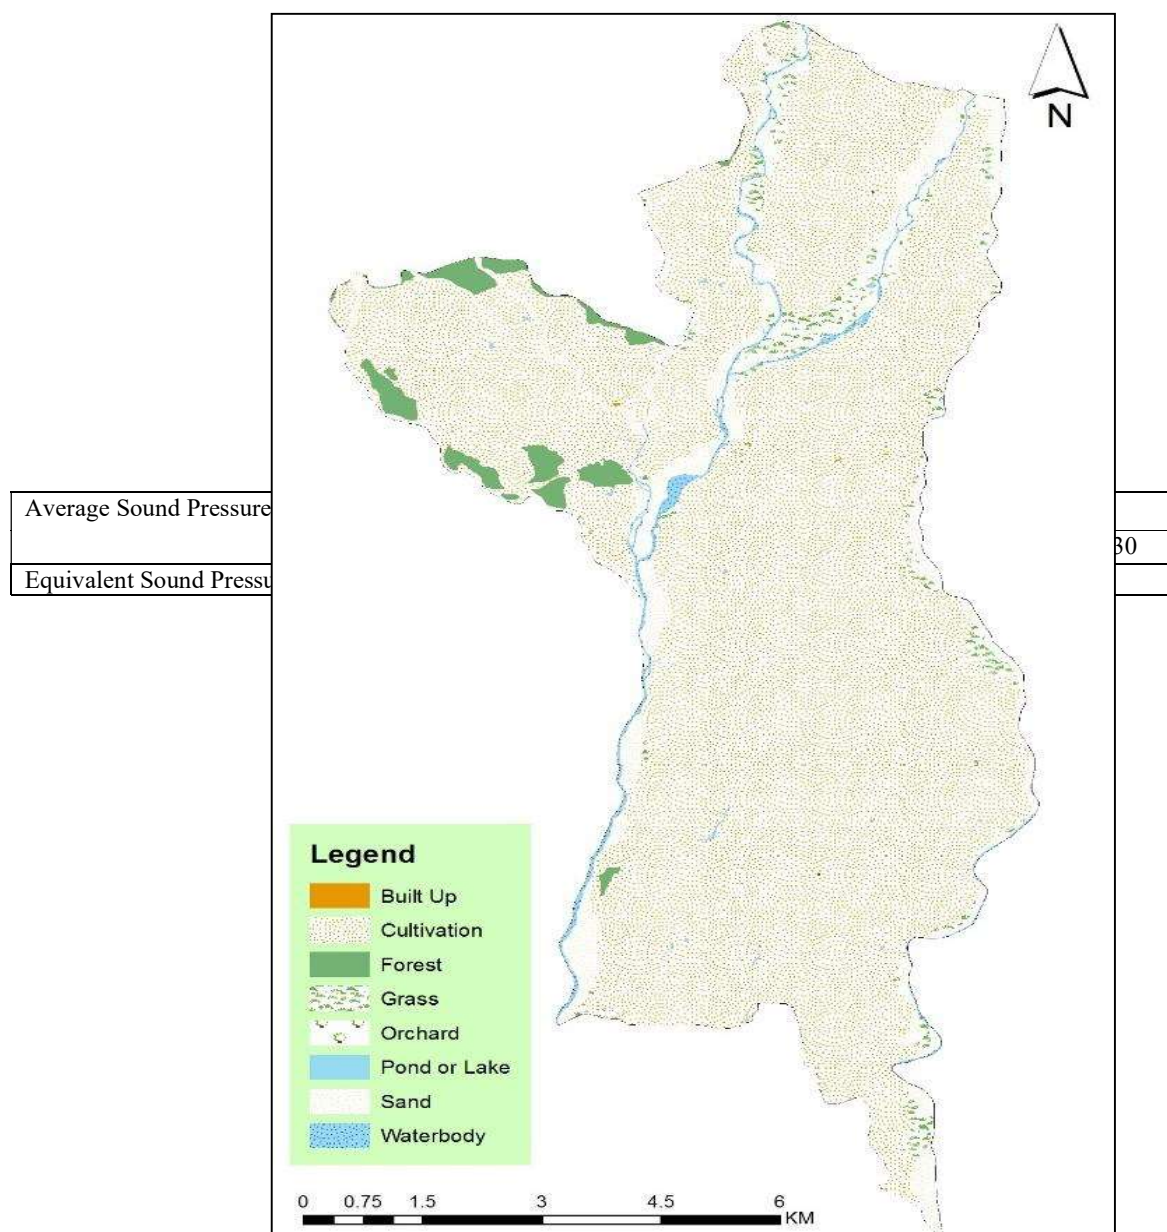 N
Average Sound Pressure
30
Equivalent Sound
Legend
Built Up
Cultivation
Forest
Grass
Orchard
Pond or Lake
Sand
Waterbody
0 0.75 1.5 3 4.5 6
KM